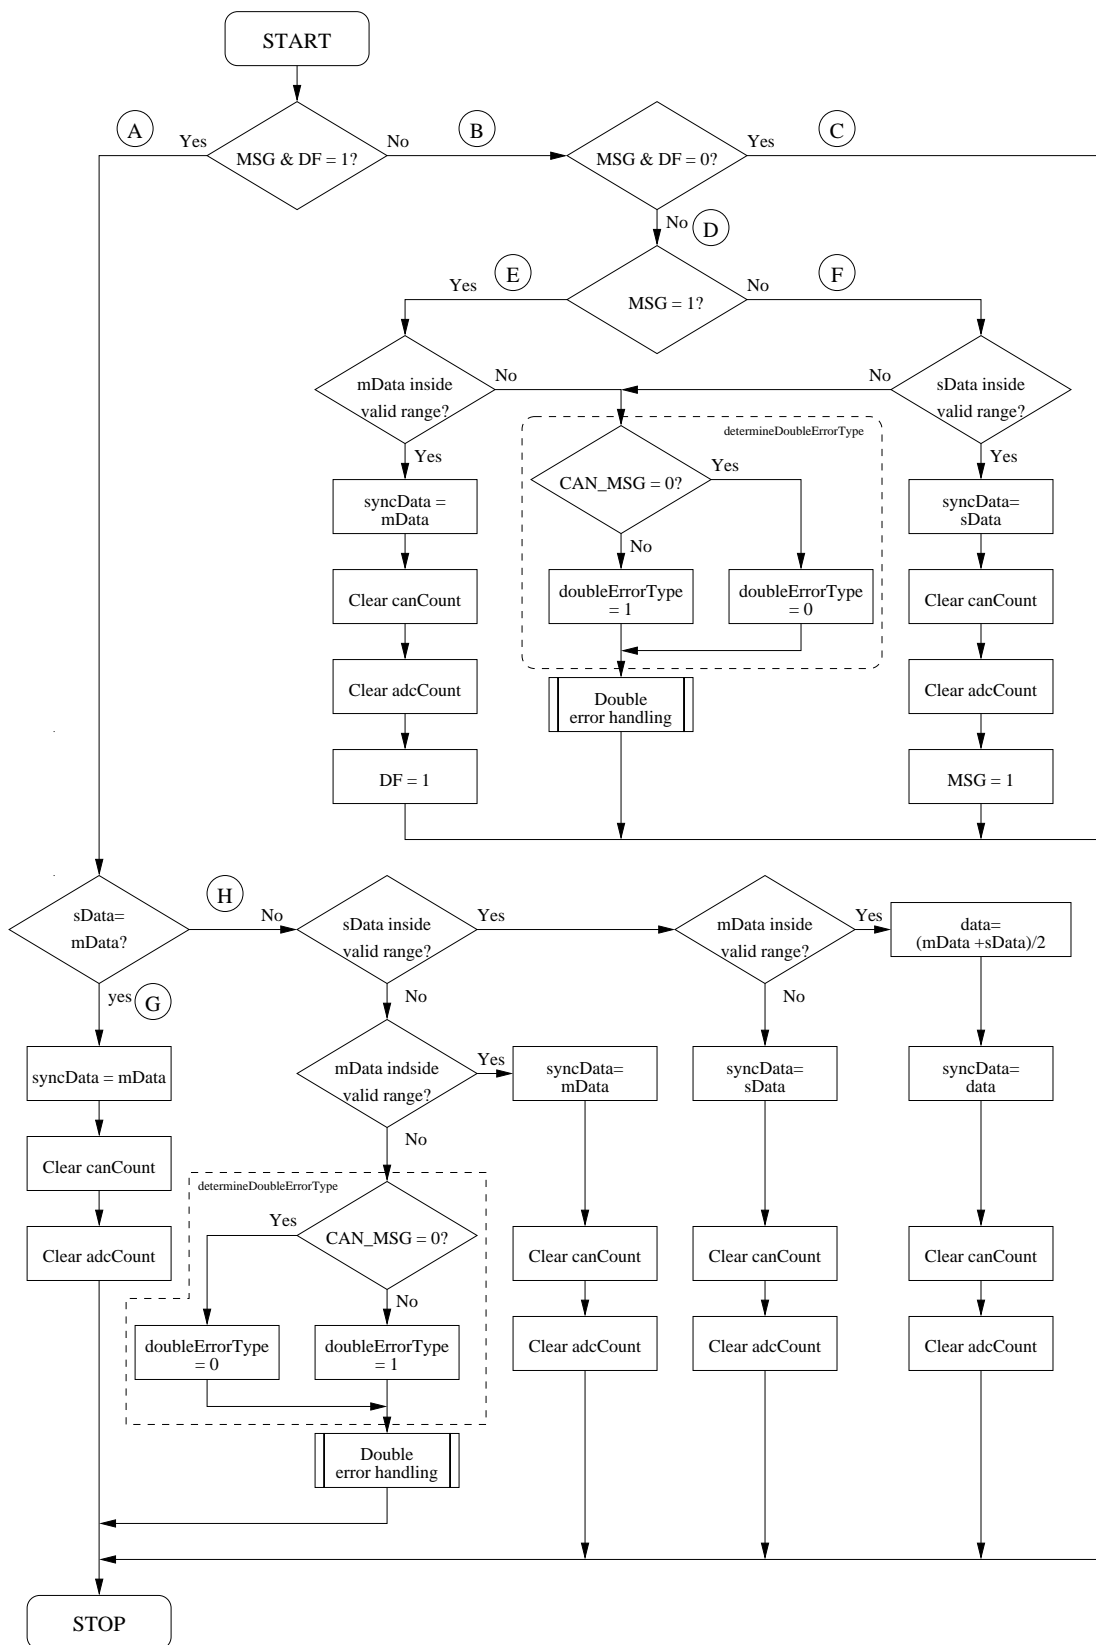 START
A
Yes
MSG & DF = 1?
No
B
MSG & DF = 0?
Yes
C
No
D
Yes
E
MSG = 1?
No
F
mData inside
valid range?
No
No
sData inside
valid range?
determineDoubleErrorType
Yes
CAN_MSG = 0?
Yes
Yes
syncData =
mData
syncData=
sData
No
Clear canCount
doubleErrorType
= 1
doubleErrorType
= 0
Clear canCount
Clear adcCount
Double
error handling
Clear adcCount
DF = 1
MSG = 1
sData=
mData?
H
No
sData inside
valid range?
Yes
mData inside
valid range?
Yes
data=
(mData +sData)/2
yes
G
No
No
syncData = mData
mData indside
valid range?
Yes
syncData=
mData
syncData=
sData
syncData=
data
No
Clear canCount
determineDoubleErrorType
Yes
CAN_MSG = 0?
Clear adcCount
Clear canCount
Clear canCount
Clear canCount
No
doubleErrorType
= 0
doubleErrorType
= 1
Clear adcCount
Clear adcCount
Clear adcCount
Double
error handling
STOP